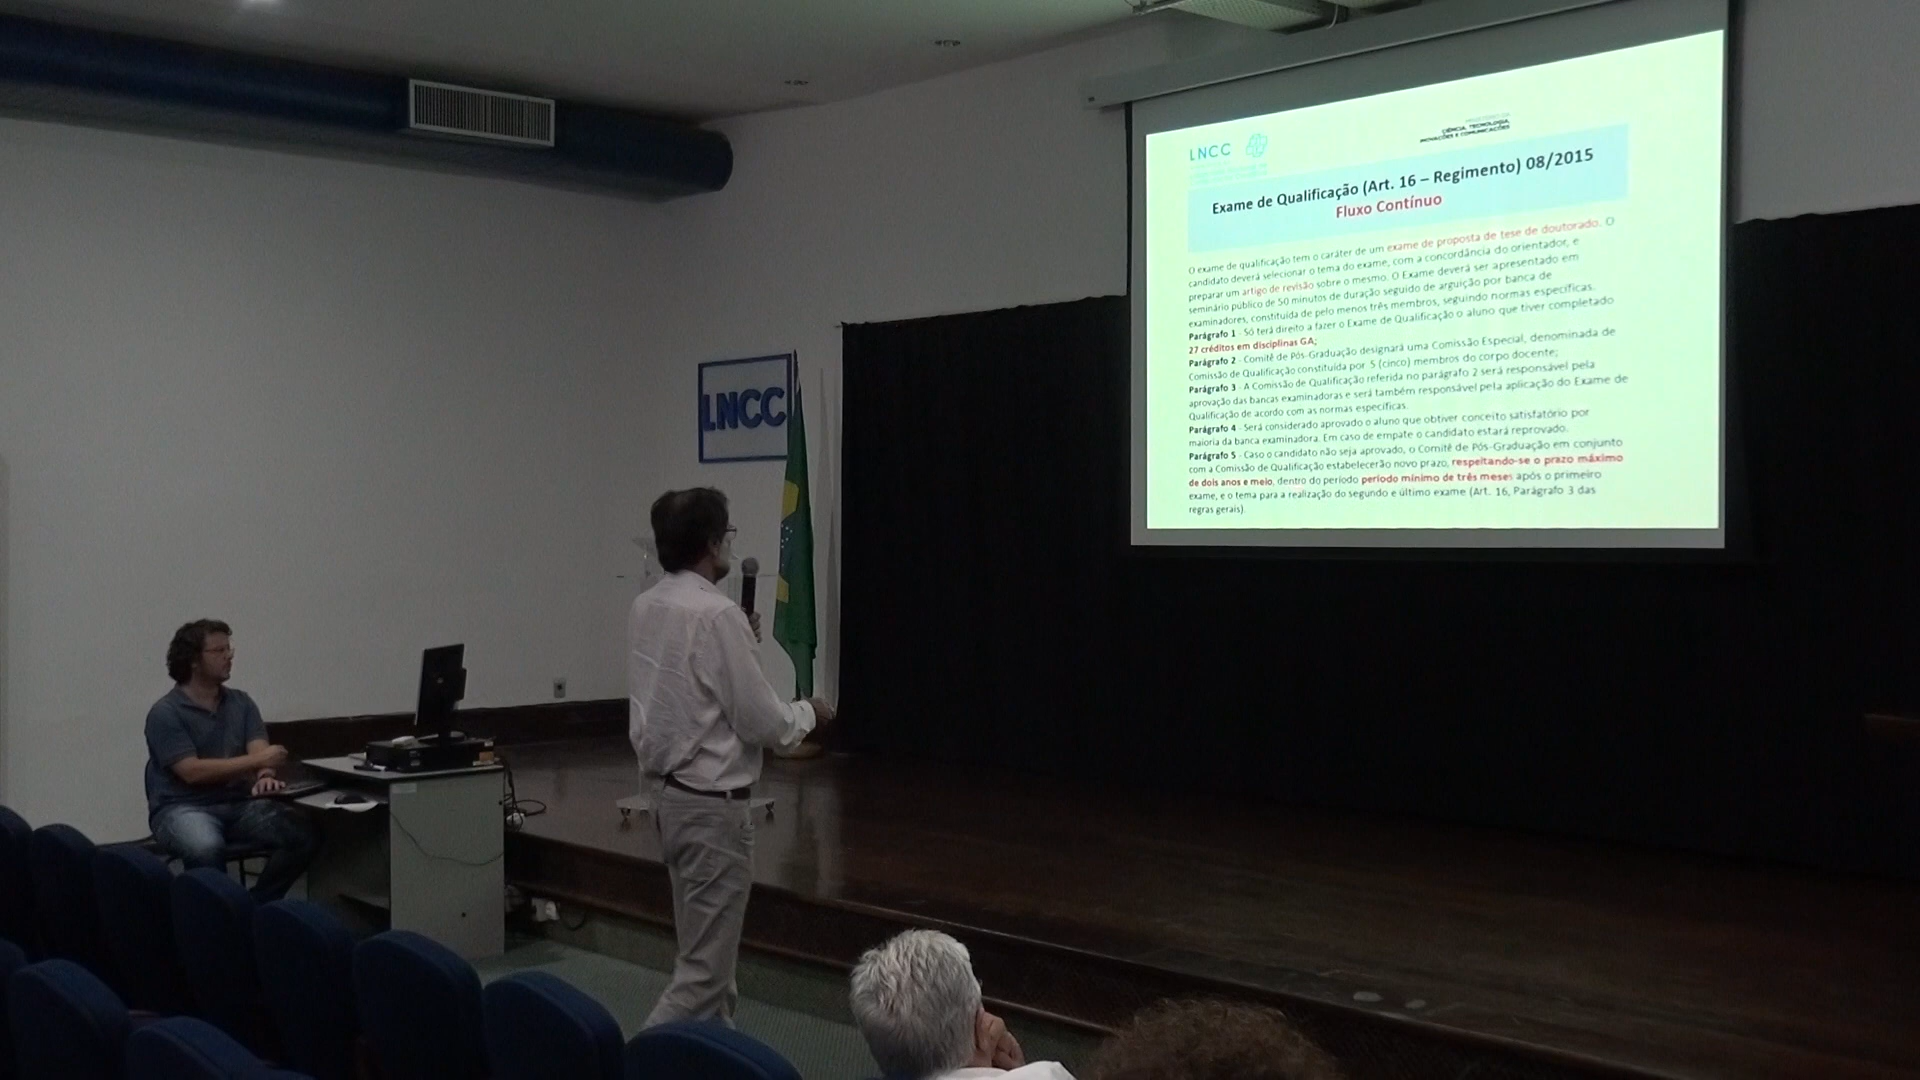 LNCC
CIÊNCIA, TECNOLOGIA,
INOVAÇÕES E COMUNICAÇÕES
Exame de Qualificação (Art. 16 – Regimento) 08/2015
Fluxo Contínuo
O exame de qualificação tem o caráter de um exame de proposta de tese de doutorado. O
candidato deverá selecionar o tema do exame, com a concordância do orientador, e
preparar um artigo de revisão sobre o mesmo. O Exame deverá ser apresentado em
seminário público de 50 minutos de duração seguido de arguição por banca de
examinadores, constituída de pelo menos três membros, seguindo normas específicas.
Parágrafo 1 - Só terá direito a fazer o Exame de Qualificação o aluno que tiver completado
27 créditos em disciplinas GA;
Parágrafo 2 - Comitê de Pós-Graduação designará uma Comissão Especial, denominada de
Comissão de Qualificação constituída por 5 (cinco) membros do corpo docente;
Parágrafo 3 - A Comissão de Qualificação referida no parágrafo 2 será responsável pela
aprovação das bancas examinadoras e será também responsável pela aplicação do Exame de
Qualificação de acordo com as normas específicas.
Parágrafo 4 - Será considerado aprovado o aluno que obtiver conceito satisfatório por
maioria da banca examinadora. Em caso de empate o candidato estará reprovado.
Parágrafo 5 - Caso o candidato não seja aprovado, o Comitê de Pós-Graduação em conjunto
com a Comissão de Qualificação estabelecerão novo prazo, respeitando-se o prazo máximo
de dois anos e meio, dentro do período período mínimo de três meses após o primeiro
exame, e o tema para a realização do segundo e último exame (Art. 16, Parágrafo 3 das
regras gerais).
LNCC